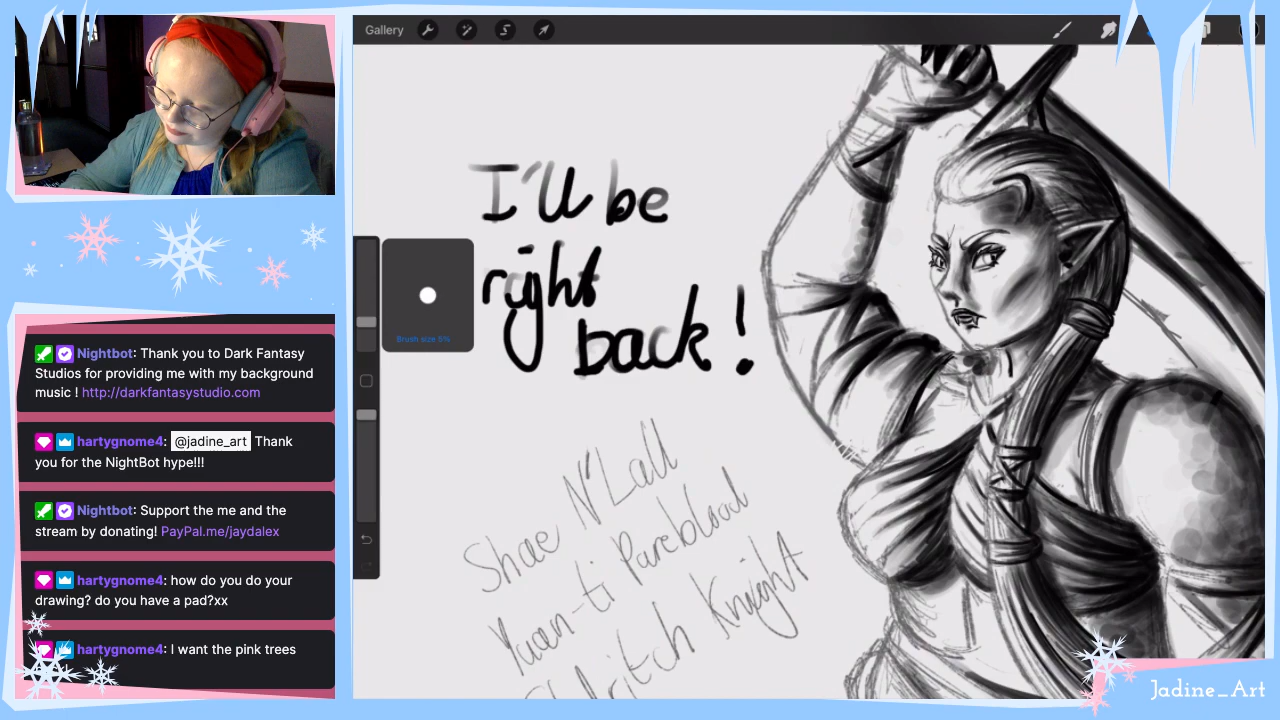 Gallery
I'll be
right
back!
Brush size 5%
Shae N'Lall
Yuan-ti Pureblood
Eldritch Knight
Nightbot: Thank you to Dark Fantasy
Studios for providing me with my background
music ! http://darkfantasystudio.com
hartygnome4: @jadine_art Thank
you for the NightBot hype!!!
Nightbot: Support the me and the
stream by donating! PayPal.me/jaydalex
hartygnome4: how do you do your
drawing? do you have a pad?xx
hartygnome4: I want the pink trees
Jadine_Art